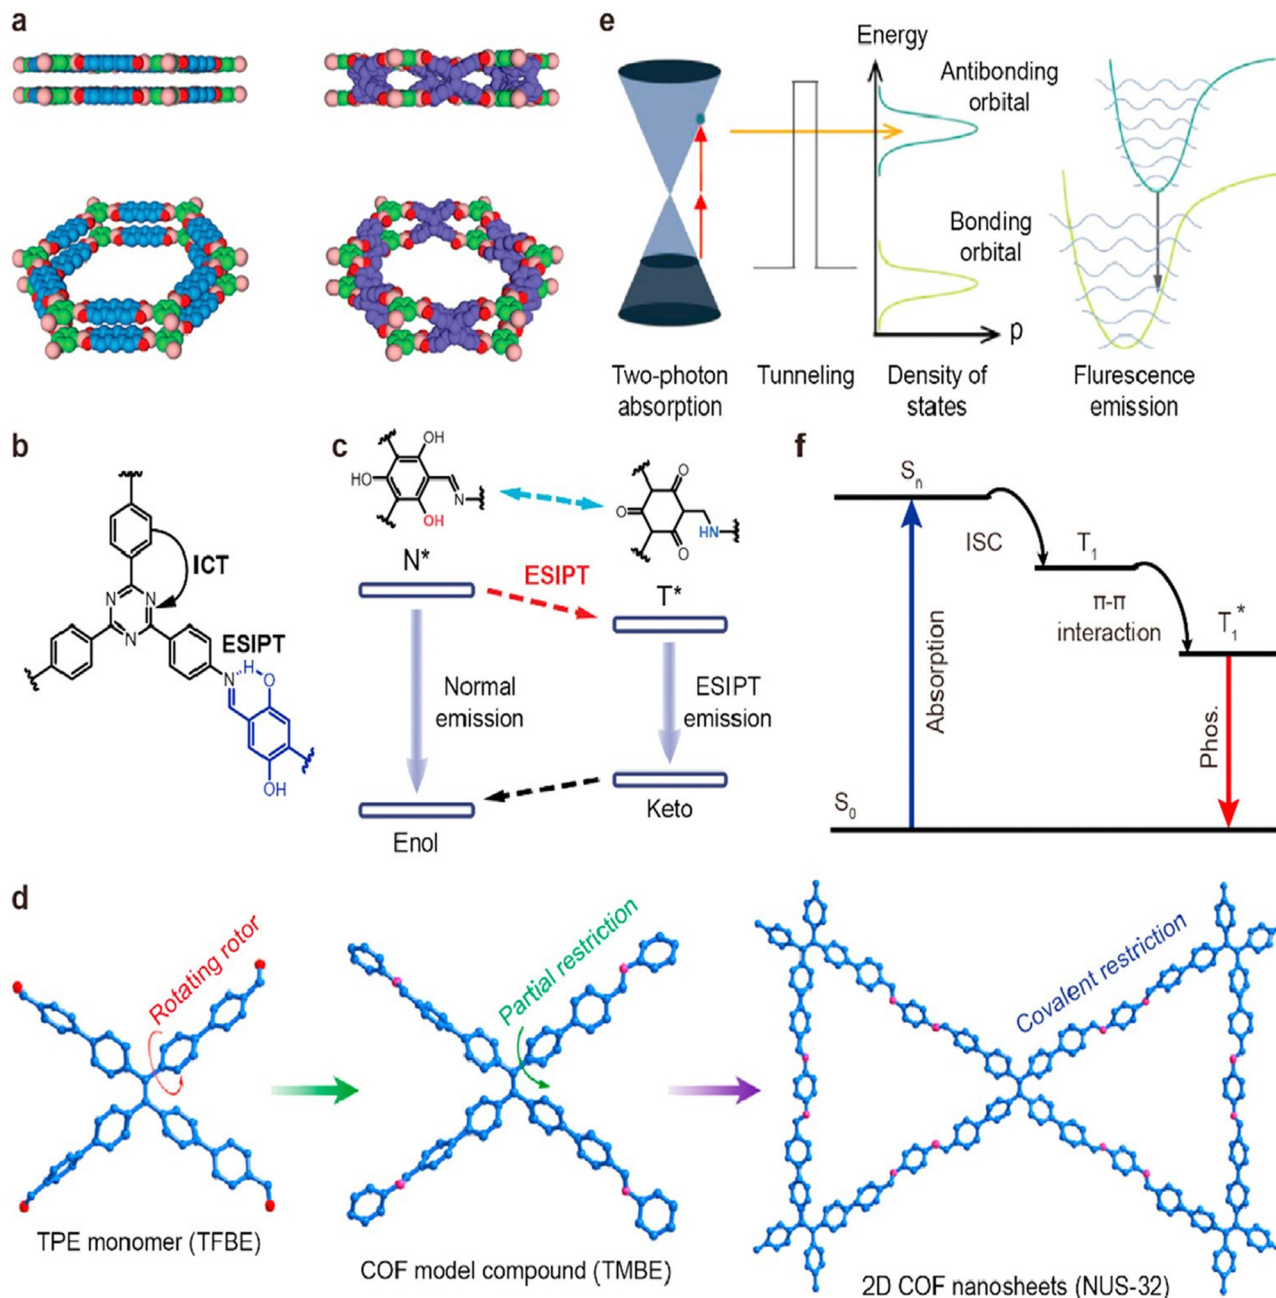 a
e
Energy
Antibonding
orbital
Bonding
orbital
p
Two-photon
absorption
Tunneling
Density of
states
Flurescence
emission
b
ICT
N
N
N
ESIPT
N
H
O
OH
c
OH
HO
N
OH
O
O
O
HN
N*
ESIPT
T*
Normal
emission
ESIPT
emission
Enol
Keto
f
Sn
ISC
T1
π-π
interaction
T1*
Absorption
Phos.
S0
d
Rotating rotor
Partial restriction
Covalent restriction
TPE monomer (TFBE)
COF model compound (TMBE)
2D COF nanosheets (NUS-32)